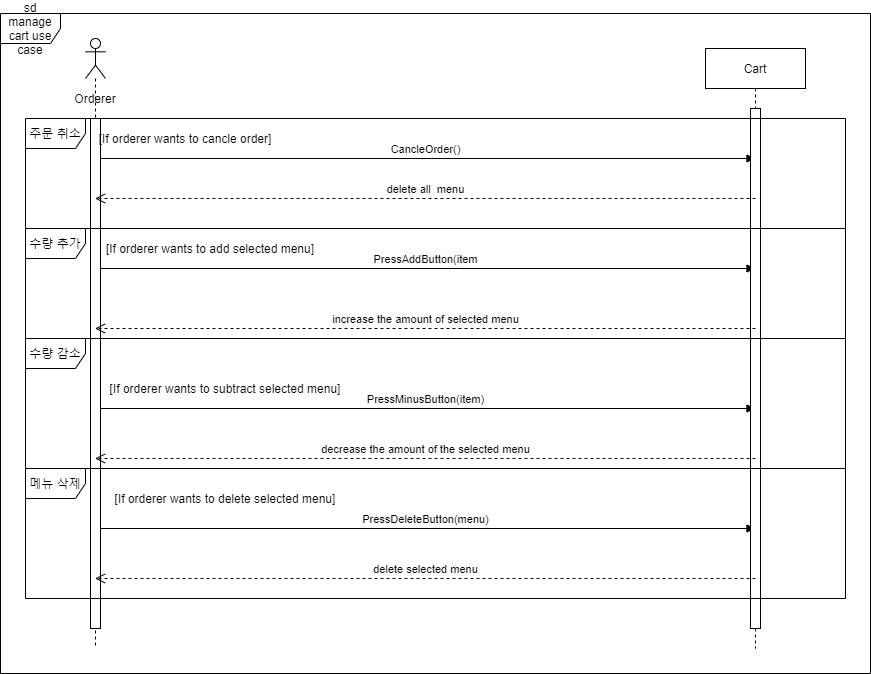 sd
manage
cart use
case
Orderer
Cart
주문 취소
[If orderer wants to cancle order]
CancleOrder()
delete all  menu
수량 추가
[If orderer wants to add selected menu]
PressAddButton(item
increase the amount of selected menu
수량 감소
[If orderer wants to subtract selected menu]
PressMinusButton(item)
decrease the amount of the selected menu
메뉴 삭제
[If orderer wants to delete selected menu]
PressDeleteButton(menu)
delete selected menu